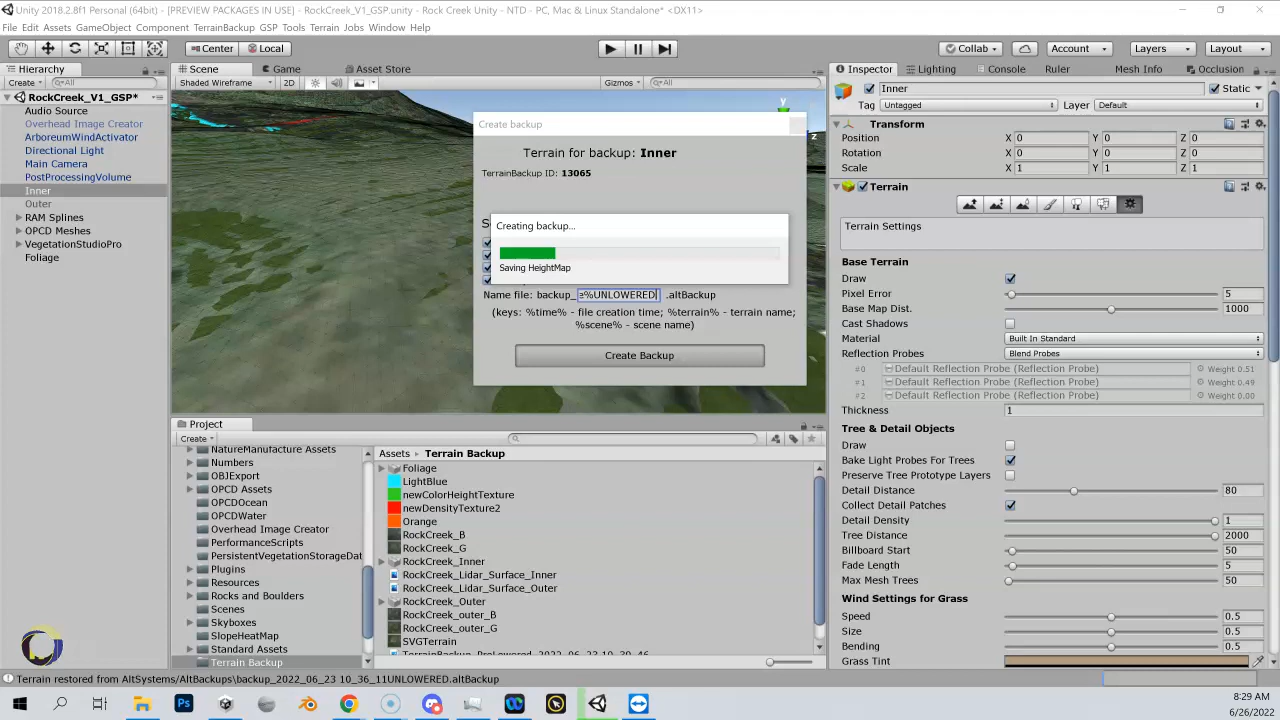 Unity 2018.2.8f1 Personal (64bit) - [PREVIEW PACKAGES IN USE] - RockCreek_V1_GSP.unity - Rock Creek Unity - NTD - PC, Mac & Linux Standalone* <DX11>
File Edit Assets GameObject Component TerrainBackup GSP Tools Terrain Jobs Window Help
Center Local Collab Account Layers Layout
Hierarchy
Create All
RockCreek_V1_GSP*
Audio Source
Overhead Image Creator
ArboreumWindActivator
Directional Light
Main Camera
PostProcessingVolume
Inner
Outer
RAM Splines
OPCD Meshes
VegetationStudioPro
Foliage
Scene Game Asset Store
Shaded Wireframe 2D Gizmos All
y
z
Create backup
Terrain for backup: Inner
TerrainBackup ID: 13065
Creating backup...
Saving HeightMap
Name file: backup_ e%UNLOWERED .altBackup
(keys: %time% - file creation time; %terrain% - terrain name;
%scene% - scene name)
Create Backup
Project
Create
NatureManufacture Assets
Numbers
OBJExport
OPCD Assets
OPCDOcean
OPCDWater
Overhead Image Creator
PerformanceScripts
PersistentVegetationStorageDat
Plugins
Resources
Rocks and Boulders
Scenes
Skyboxes
SlopeHeatMap
Standard Assets
Terrain Backup
Assets Terrain Backup
Foliage
LightBlue
newColorHeightTexture
newDensityTexture2
Orange
RockCreek_B
RockCreek_G
RockCreek_Inner
RockCreek_Lidar_Surface_Inner
RockCreek_Lidar_Surface_Outer
RockCreek_Outer
RockCreek_outer_B
RockCreek_outer_G
SVGTerrain
TerrainBackup_PreLowered_2022_06_23 10_39_46
Inspector Lighting Console Ruler Mesh Info Occlusion
Inner Static
Tag Untagged Layer Default
Transform
Position X 0 Y 0 Z 0
Rotation X 0 Y 0 Z 0
Scale X 1 Y 1 Z 1
Terrain
Terrain Settings
Base Terrain
Draw
Pixel Error 5
Base Map Dist. 1000
Cast Shadows
Material Built In Standard
Reflection Probes Blend Probes
#0 Default Reflection Probe (Reflection Probe) Weight 0.51
#1 Default Reflection Probe (Reflection Probe) Weight 0.49
#2 Default Reflection Probe (Reflection Probe) Weight 0.00
Thickness 1
Tree & Detail Objects
Draw
Bake Light Probes For Trees
Preserve Tree Prototype Layers
Detail Distance 80
Collect Detail Patches
Detail Density 1
Tree Distance 2000
Billboard Start 50
Fade Length 5
Max Mesh Trees 50
Wind Settings for Grass
Speed 0.5
Size 0.5
Bending 0.5
Grass Tint
Terrain restored from AltSystems/AltBackups\backup_2022_06_23 10_36_11UNLOWERED.altBackup
Ps
8:29 AM
6/26/2022